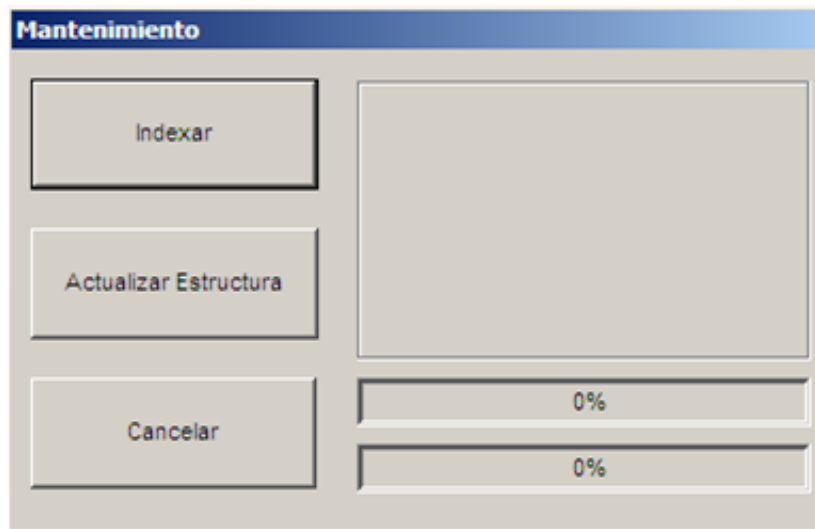 Mantenimiento
Indexar
Actualizar Estructura
Cancelar
0%
0%